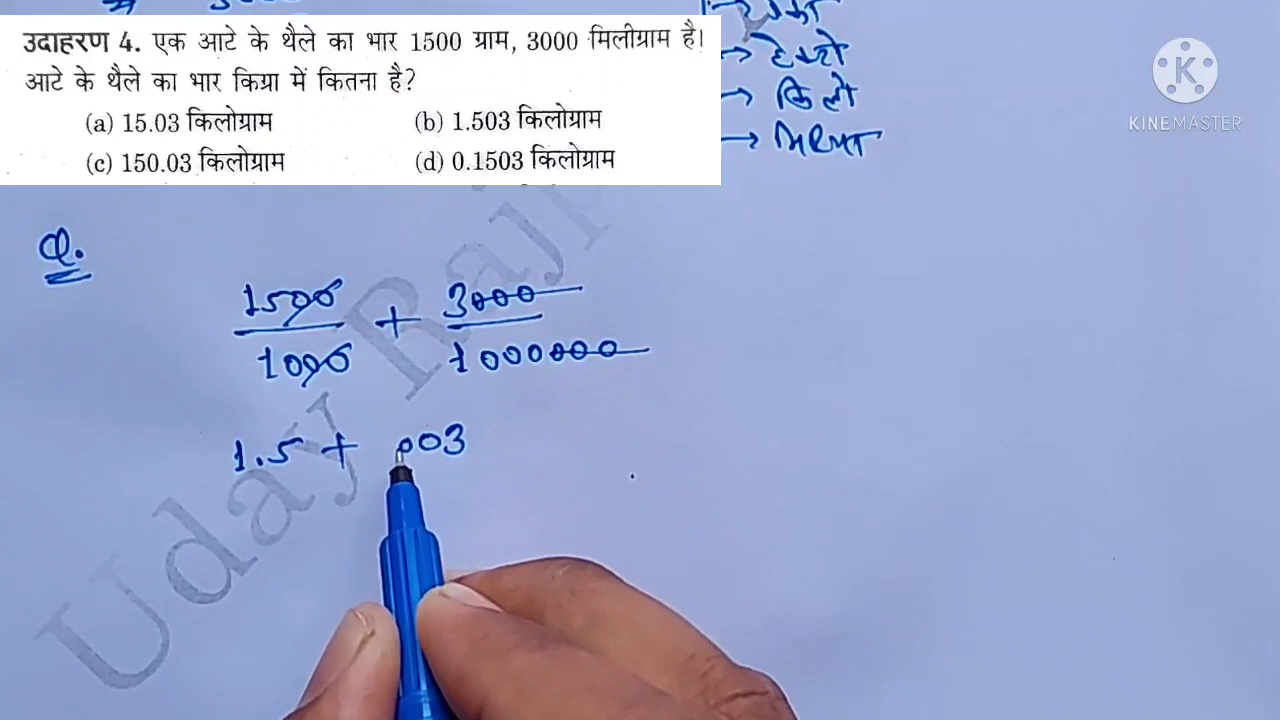 उदाहरण 4. एक आटे के थैले का भार 1500 ग्राम, 3000 मिलीग्राम है।
आटे के थैले का भार किग्रा में कितना है?
(a) 15.03 किलोग्राम (b) 1.503 किलोग्राम
(c) 150.03 किलोग्राम (d) 0.1503 किलोग्राम
→ किलो
K
KINEMASTER
Q.
1500 + 3000
1000 1000000
1.5 + .003
Uday